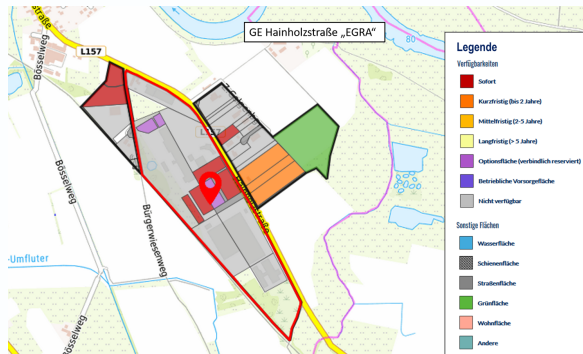 GE Hainholzstraße „EGRA“
L157
Bösselweg
BO
Legende
Verfügbarkeiten
Sofort
Kurzfristig (bis 2 Jahre)
Mittelfristig (2-5 Jahre)
Langfristig (> 5 Jahre)
Optionsfläche (verbindlich reserviert)
Betriebliche Vorsorgefläche
Nicht verfügbar
Sonstige Flächen
Wasserfläche
Schienenfläche
Straßenfläche
Grünfläche
Wohnfläche
Andere
L157
Bösselweg
Bürgerwiesenweg
-Umfluter
Bösselweg